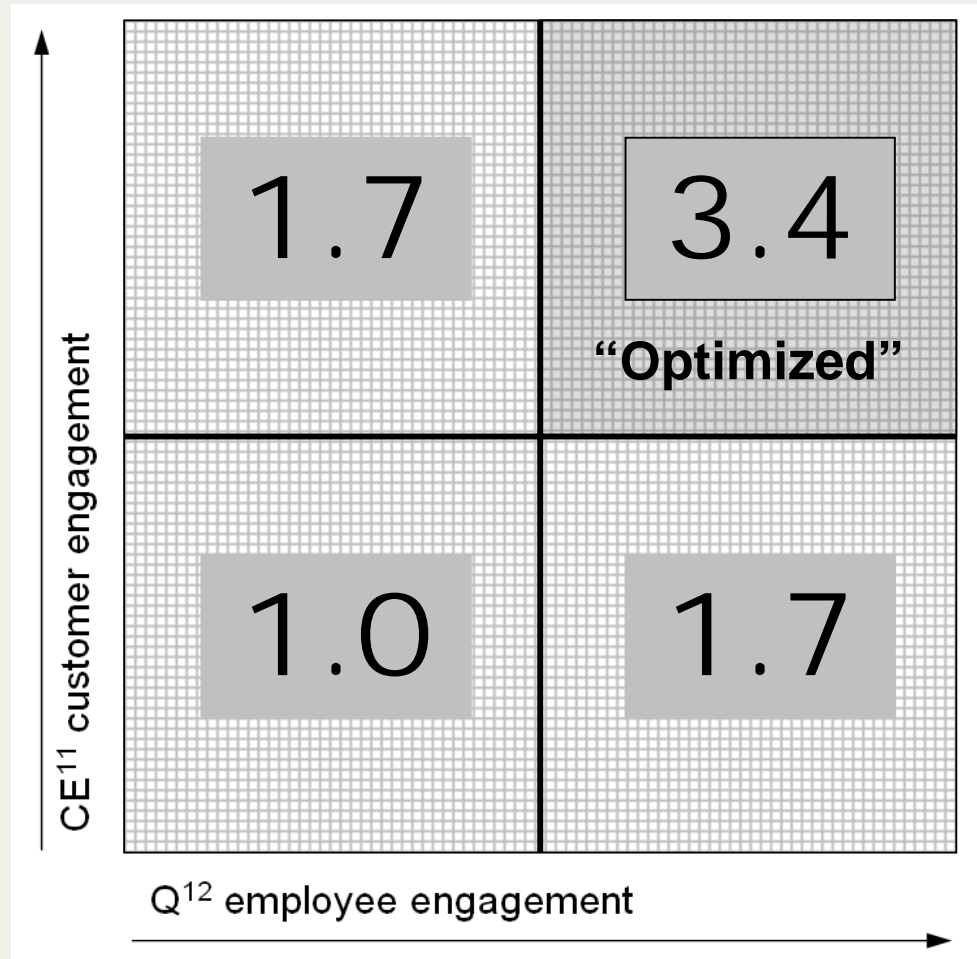 1.7
3.4
“Optimized”
1.0
1.7
CE¹¹ customer engagement
Q¹² employee engagement